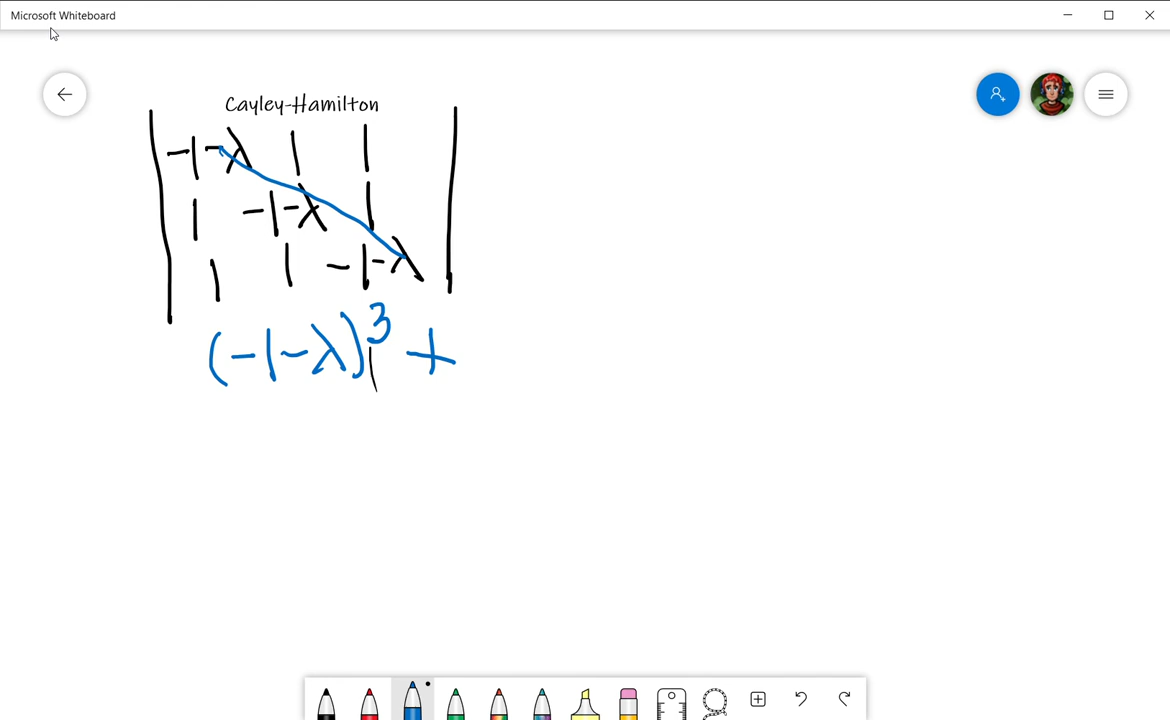 Microsoft Whiteboard
Cayley-Hamilton
-1-λ 1 1
1 -1-λ 1
1 1 -1-λ
(-1-λ)³ +